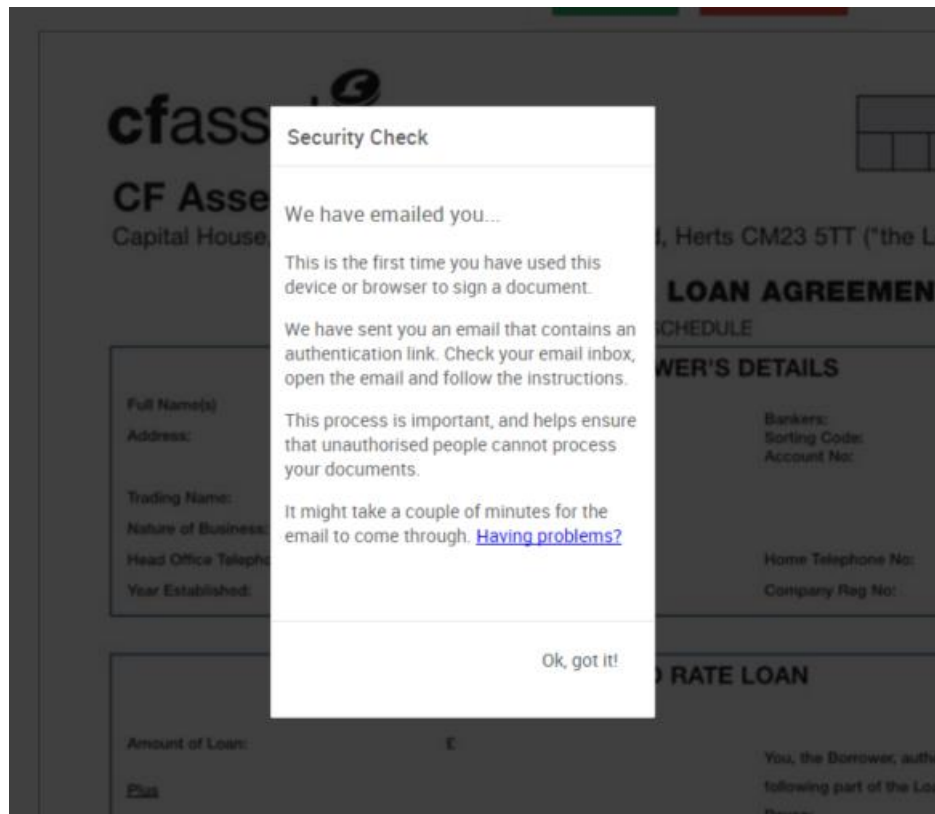 cfass
CF Asse
Capital House,
, Herts CM23 5TT ("the L
LOAN AGREEMEN
SCHEDULE
WER'S DETAILS
Full Name(s)
Address:
Bankers:
Sorting Code:
Account No:
Trading Name:
Nature of Business:
Head Office Telepho
Home Telephone No:
Year Established:
Company Reg No:
Security Check
We have emailed you...
This is the first time you have used this
device or browser to sign a document.
We have sent you an email that contains an
authentication link. Check your email inbox,
open the email and follow the instructions.
This process is important, and helps ensure
that unauthorised people cannot process
your documents.
It might take a couple of minutes for the
email to come through. Having problems?
Ok, got it!
RATE LOAN
Amount of Loan: £
You, the Borrower, auth
Plus
following part of the Loa